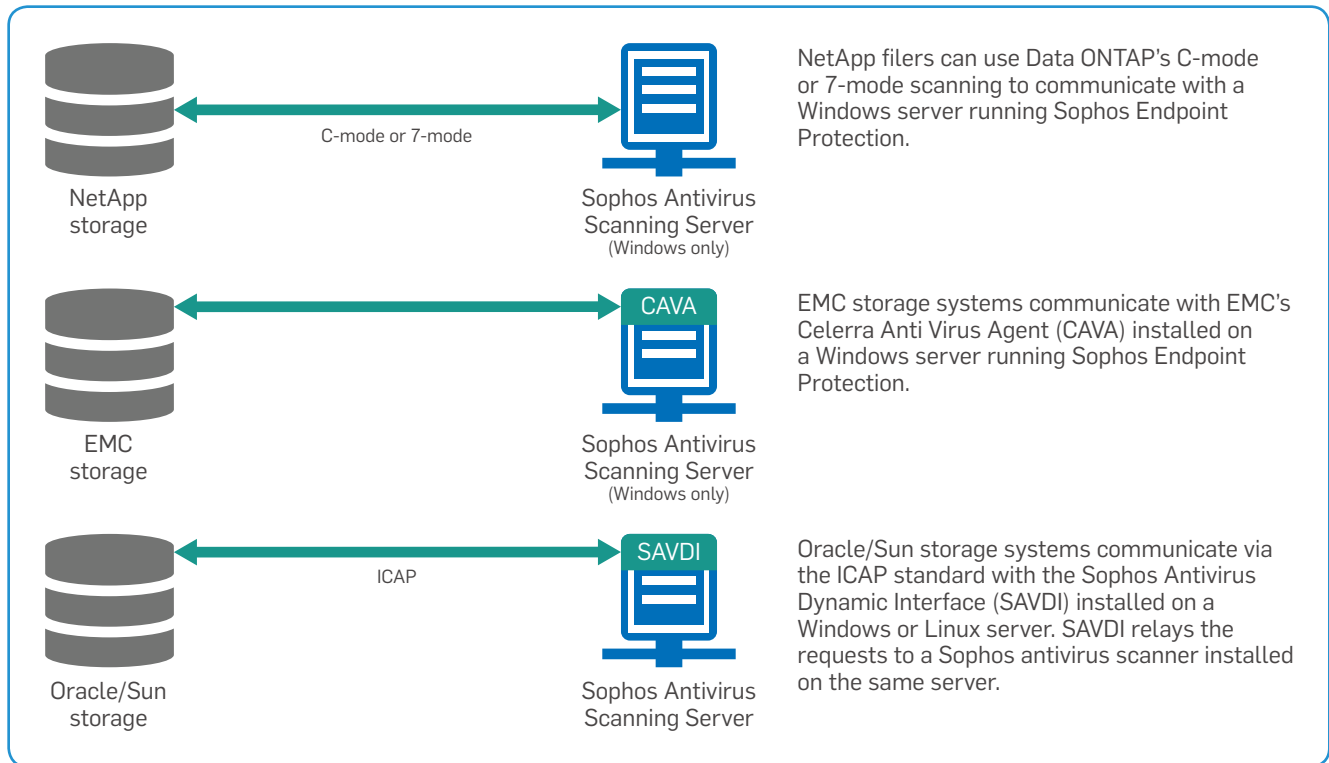 C-mode or 7-mode
NetApp
storage
Sophos Antivirus
Scanning Server
(Windows only)
NetApp filers can use Data ONTAP's C-mode
or 7-mode scanning to communicate with a
Windows server running Sophos Endpoint
Protection.
CAVA
EMC
storage
Sophos Antivirus
Scanning Server
(Windows only)
EMC storage systems communicate with EMC's
Celerra Anti Virus Agent (CAVA) installed on
a Windows server running Sophos Endpoint
Protection.
SAVDI
ICAP
Oracle/Sun
storage
Sophos Antivirus
Scanning Server
Oracle/Sun storage systems communicate via
the ICAP standard with the Sophos Antivirus
Dynamic Interface (SAVDI) installed on a
Windows or Linux server. SAVDI relays the
requests to a Sophos antivirus scanner installed
on the same server.